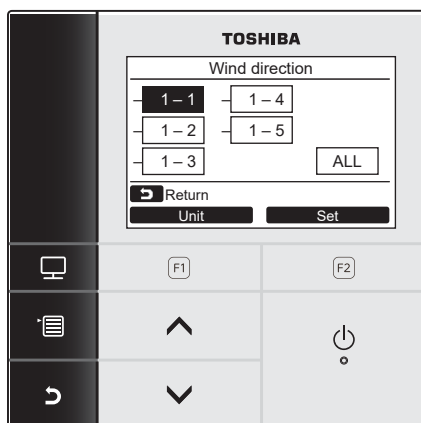 TOSHIBA
Wind direction
1 – 1 1 – 4
1 – 2 1 – 5
1 – 3 ALL
Return
Unit Set
F1 F2